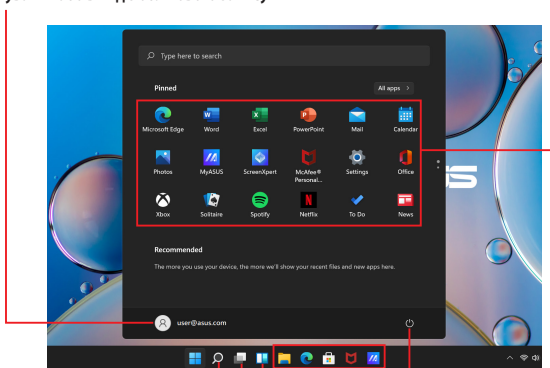 Type here to search
Pinned
All apps >
Microsoft Edge Word Excel PowerPoint Mail Calendar
Photos MyASUS ScreenXpert McAfee® Personal... Settings Office
Xbox Solitaire Spotify Netflix To Do News
Recommended
The more you use your device, the more we'll show your recent files and new apps here.
user@asus.com